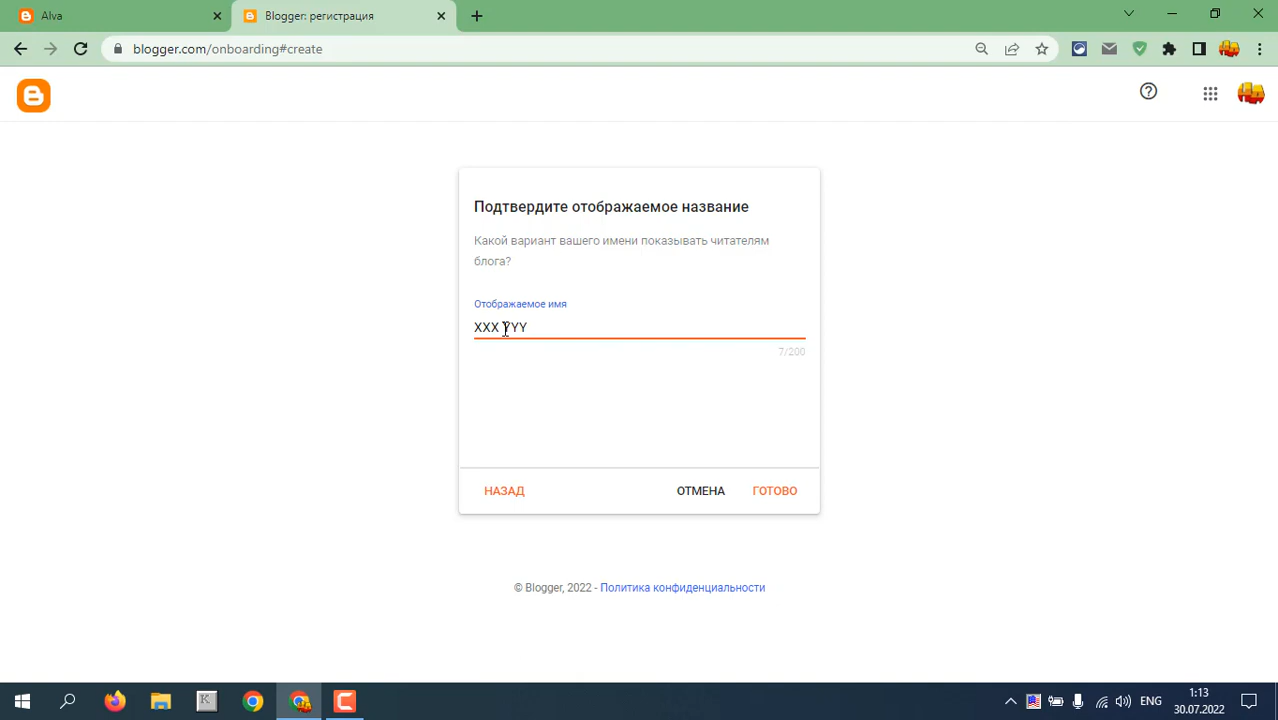 Alva
Blogger: регистрация
blogger.com/onboarding#create
Подтвердите отображаемое название
Какой вариант вашего имени показывать читателям
блога?
Отображаемое имя
XXX YYY
7/200
НАЗАД
ОТМЕНА
ГОТОВО
© Blogger, 2022 - Политика конфиденциальности
K
ENG
1:13
30.07.2022